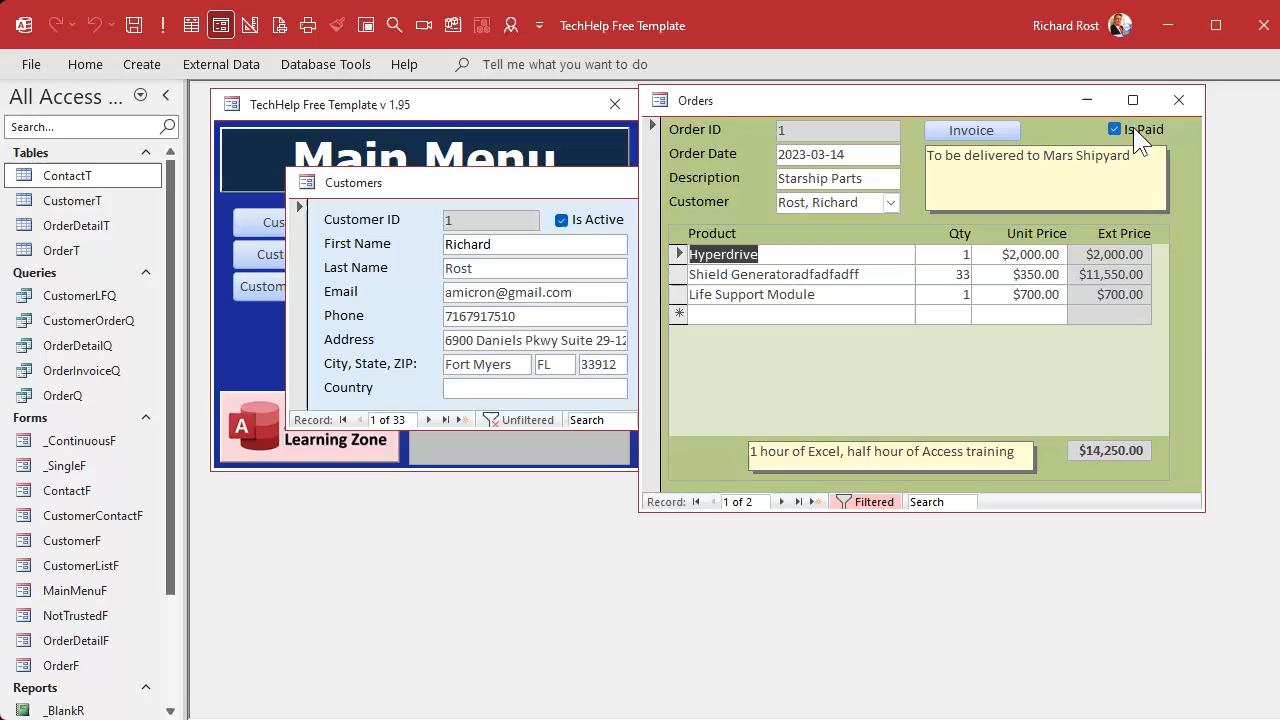 TechHelp Free Template
Richard Rost
File
Home
Create
External Data
Database Tools
Help
Tell me what you want to do
All Access ...
Search...
Tables
ContactT
CustomerT
OrderDetailT
OrderT
Queries
CustomerLFQ
CustomerOrderQ
OrderDetailQ
OrderInvoiceQ
OrderQ
Forms
_ContinuousF
_SingleF
ContactF
CustomerContactF
CustomerF
CustomerListF
MainMenuF
NotTrustedF
OrderDetailF
OrderF
Reports
_BlankR
TechHelp Free Template v 1.95
Main Menu
Cus
Cust
Custom
A
Learning Zone
Customers
Customer ID 1 Is Active
First Name Richard
Last Name Rost
Email amicron@gmail.com
Phone 7167917510
Address 6900 Daniels Pkwy Suite 29-12
City, State, ZIP: Fort Myers FL 33912
Country
Record: 1 of 33 Unfiltered Search
Orders
Order ID 1 Invoice Is Paid
Order Date 2023-03-14
To be delivered to Mars Shipyard
Description Starship Parts
Customer Rost, Richard
Product Qty Unit Price Ext Price
Hyperdrive 1 $2,000.00 $2,000.00
Shield Generatoradfadfadff 33 $350.00 $11,550.00
Life Support Module 1 $700.00 $700.00
1 hour of Excel, half hour of Access training $14,250.00
Record: 1 of 2 Filtered Search